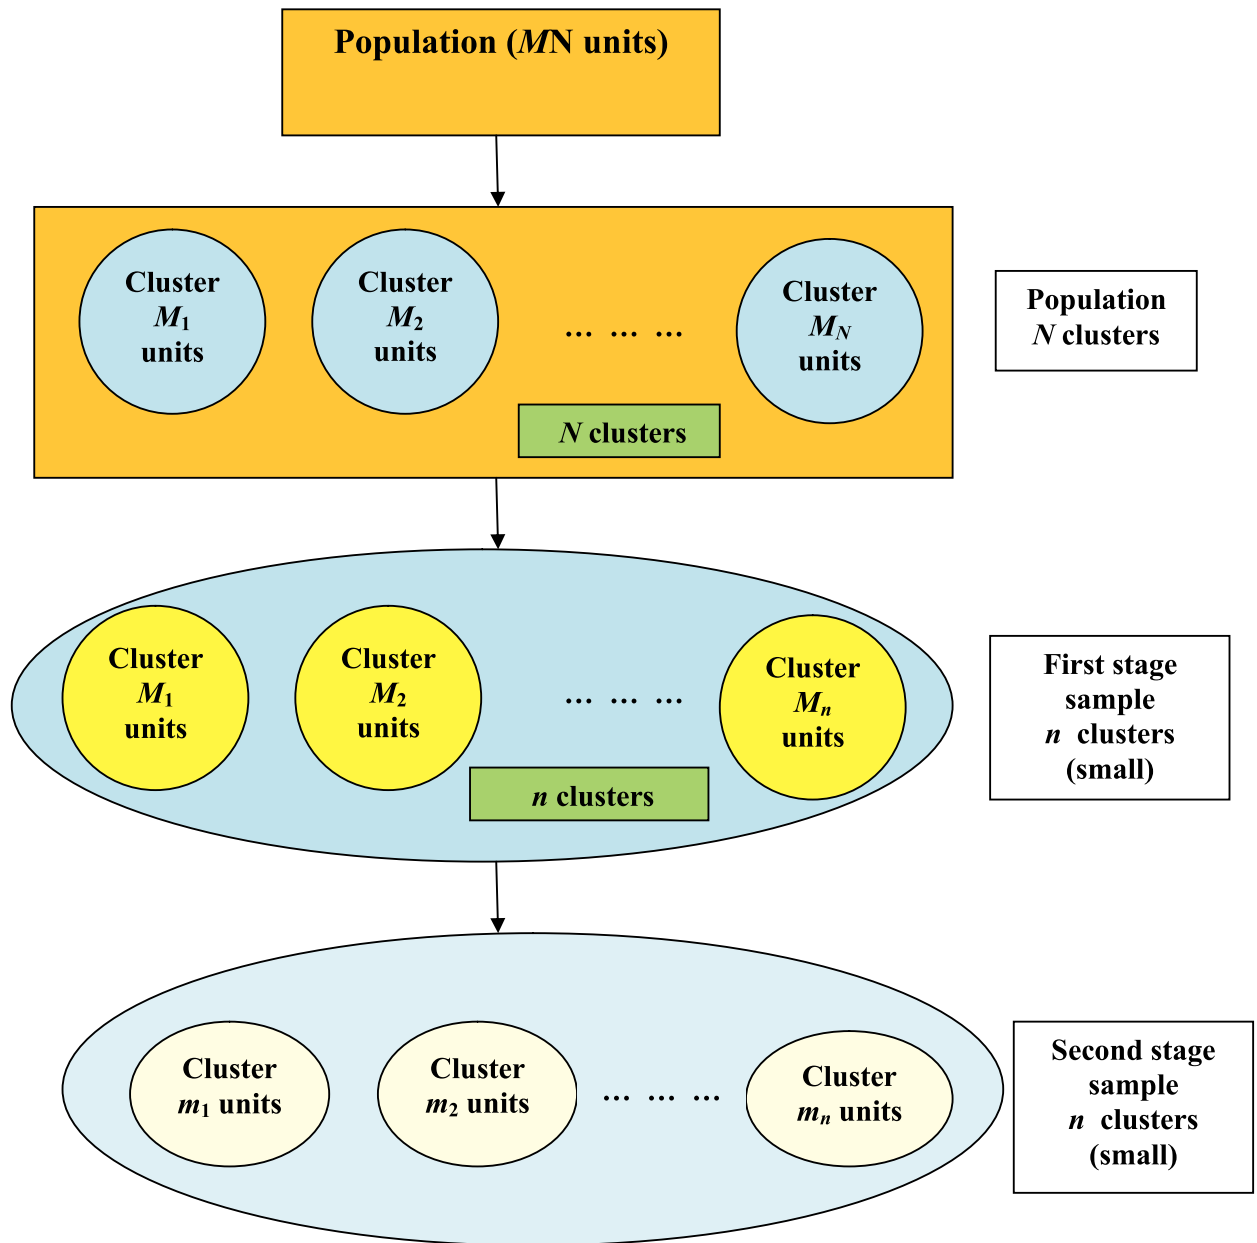 Population (MN units)
Cluster
M₁
units
Cluster
M₂
units
... ... ...
Cluster
M_N
units
N clusters
Population
N clusters
Cluster
M₁
units
Cluster
M₂
units
... ... ...
Cluster
Mₙ
units
n clusters
First stage
sample
n clusters
(small)
Cluster
m₁ units
Cluster
m₂ units
... ... ...
Cluster
mₙ units
Second stage
sample
n clusters
(small)